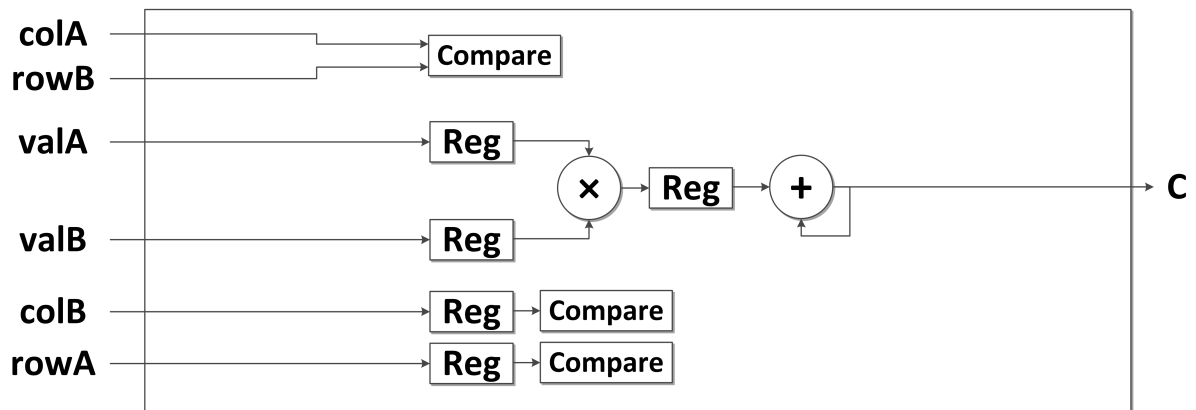 colA
rowB
Compare
valA
Reg
×
Reg
+
C
valB
Reg
colB
Reg
Compare
rowA
Reg
Compare